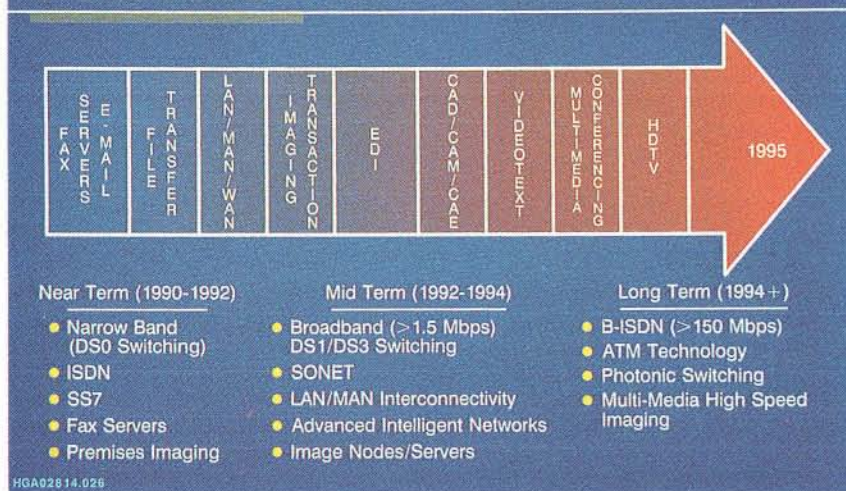 FAX
SERVERS
E-MAIL
FILE
TRANSFER
LAN/MAN/WAN
IMAGING
TRANSACTION
EDI
CAD/CAM/CAE
VIDEOTEXT
MULTIMEDIA
CONFERENCING
HDTV
1995
Near Term (1990-1992)
Narrow Band
(DS0 Switching)
ISDN
SS7
Fax Servers
Premises Imaging
Mid Term (1992-1994)
Broadband (>1.5 Mbps)
DS1/DS3 Switching
SONET
LAN/MAN Interconnectivity
Advanced Intelligent Networks
Image Nodes/Servers
Long Term (1994+)
B-ISDN (>150 Mbps)
ATM Technology
Photonic Switching
Multi-Media High Speed
Imaging
HGA02814.026